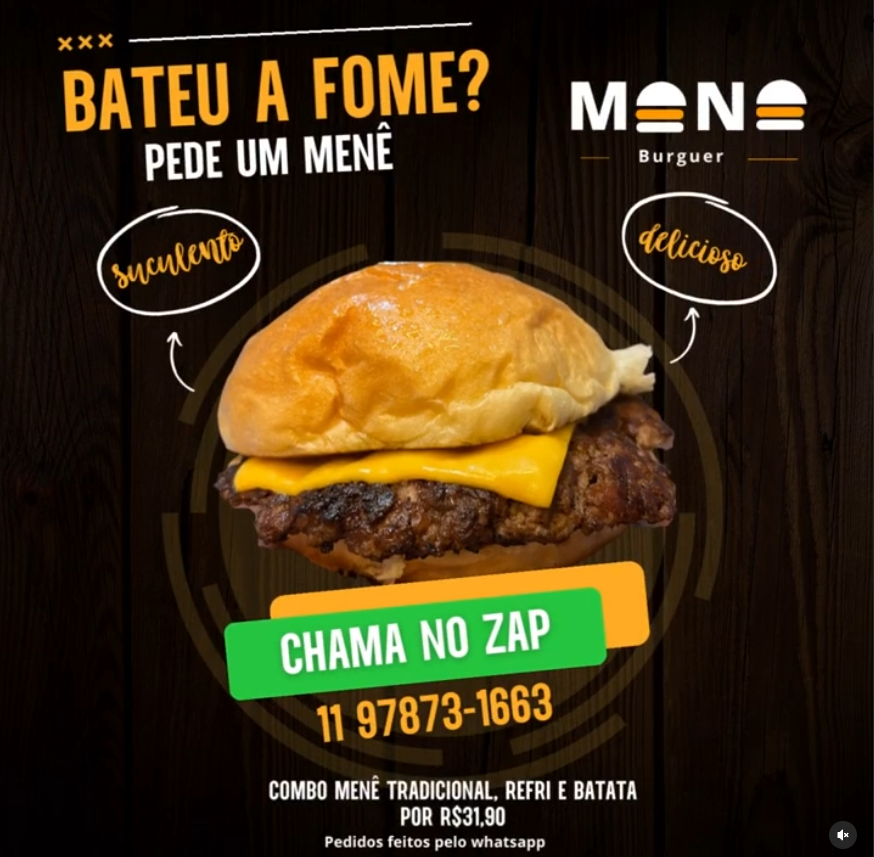 BATEU A FOME?
PEDE UM MENÊ
MENE
Burguer
suculento
delicioso
CHAMA NO ZAP
11 97873-1663
COMBO MENÊ TRADICIONAL, REFRI E BATATA
POR R$31,90
Pedidos feitos pelo whatsapp